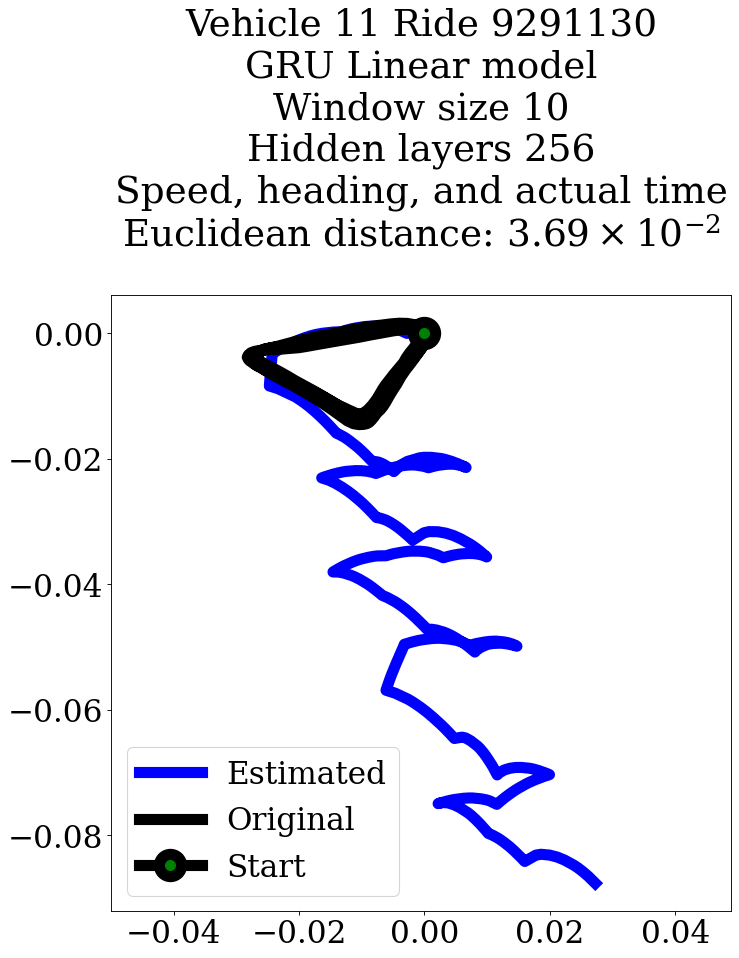 Vehicle 11 Ride 9291130
GRU Linear model
Window size 10
Hidden layers 256
Speed, heading, and actual time
Euclidean distance: 3.69 × 10⁻²
0.00
−0.02
−0.04
−0.06
−0.08
Estimated
Original
Start
−0.04 −0.02 0.00 0.02 0.04